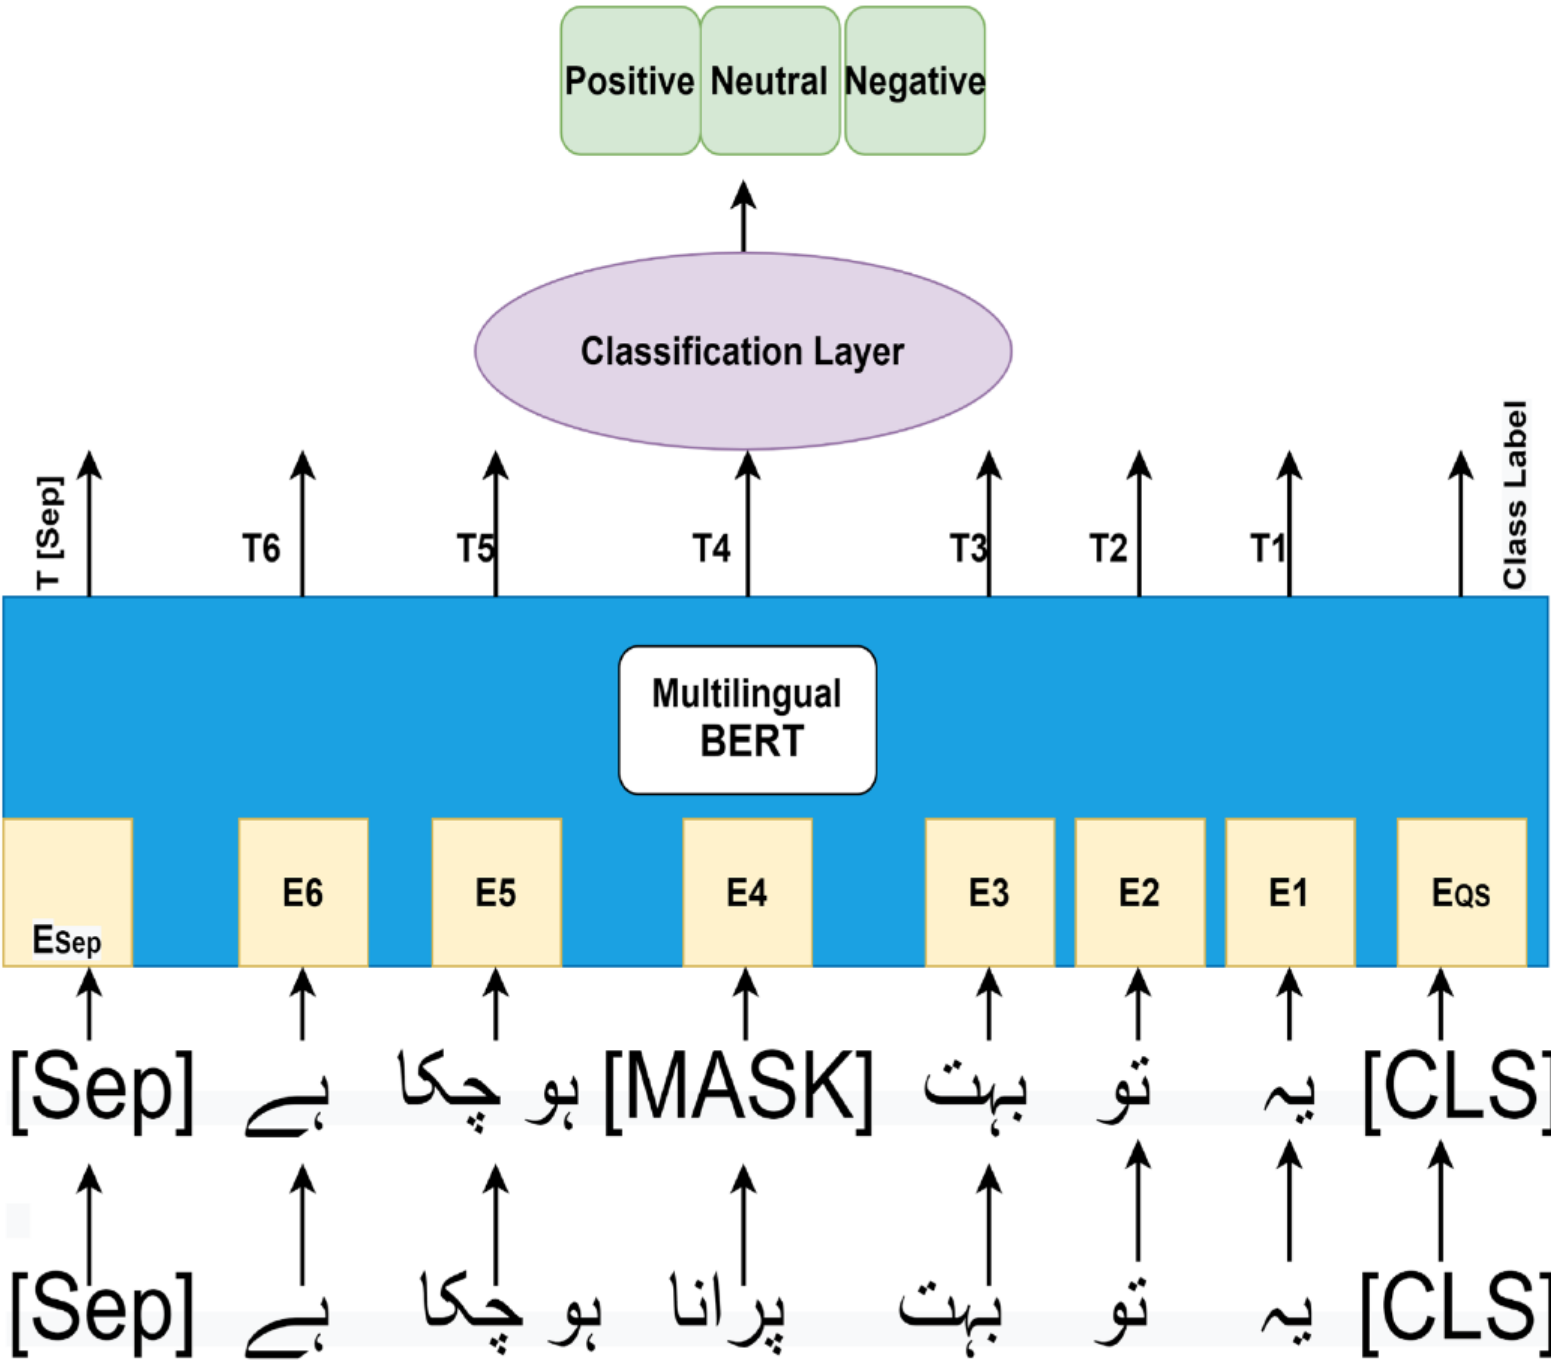 Positive Neutral Negative
Classification Layer
T [Sep] T6 T5 T4 T3 T2 T1 Class Label
Multilingual
BERT
ESep E6 E5 E4 E3 E2 E1 EQS
[CLS] یہ تو بہت [MASK] ہو چکا ہے [Sep]
[CLS] یہ تو بہت پرانا ہو چکا ہے [Sep]